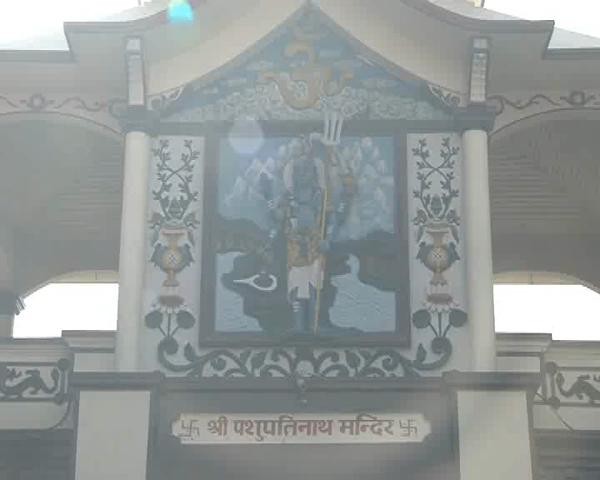 卐 श्री पशुपतिनाथ मन्दिर 卐
ॐ